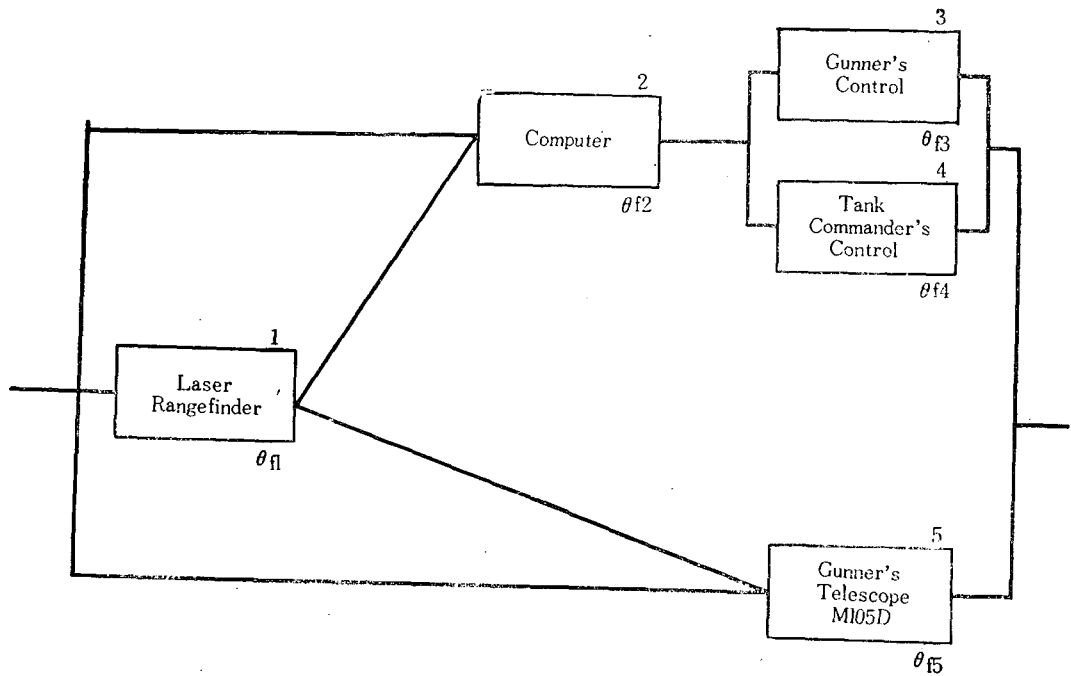 3
Gunner's
Control
θf3
2
Computer
θf2
4
Tank
Commander's
Control
θf4
1
Laser
Rangefinder
θf1
5
Gunner's
Telescope
M105D
θf5